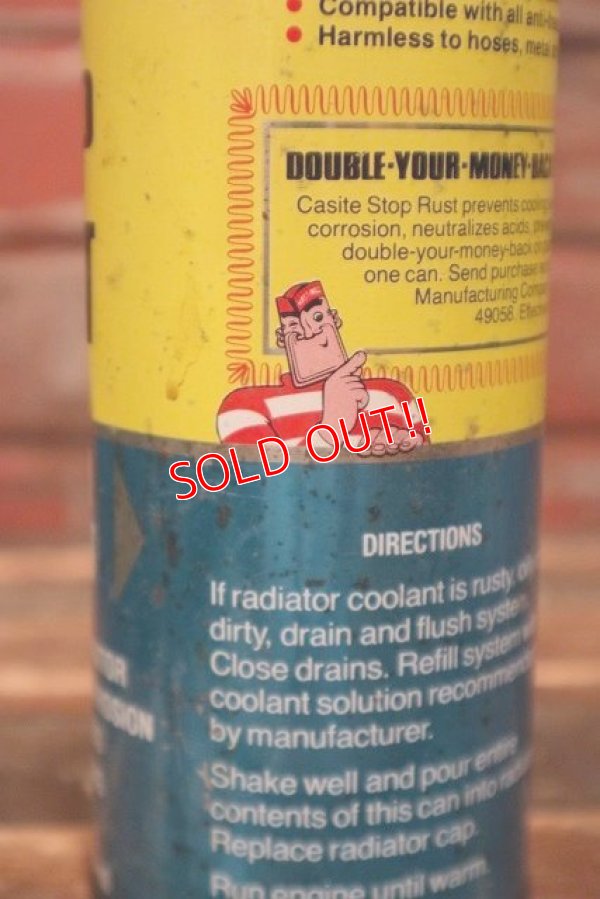 • Compatible with all
• Harmless to hoses, metal
DOUBLE-YOUR-MONEY-BACK
Casite Stop Rust prevents
corrosion, neutralizes acids,
double-your-money-back
one can. Send purchase
Manufacturing
49058.
SOLD OUT!!
DIRECTIONS
If radiator coolant is rusty,
dirty, drain and flush system.
Close drains. Refill system
coolant solution recommended
by manufacturer.
Shake well and pour entire
contents of this can into
Replace radiator cap.
Run engine until warm.